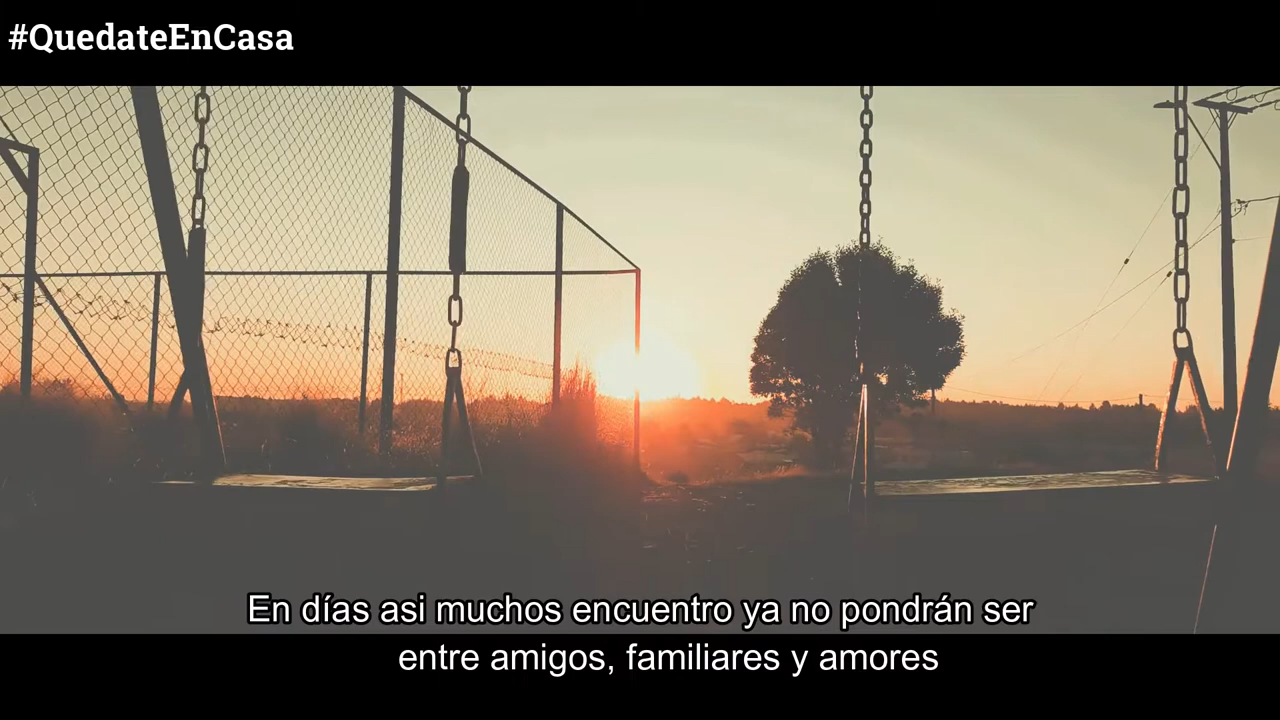 #QuedateEnCasa
En días asi muchos encuentro ya no pondrán ser
entre amigos, familiares y amores